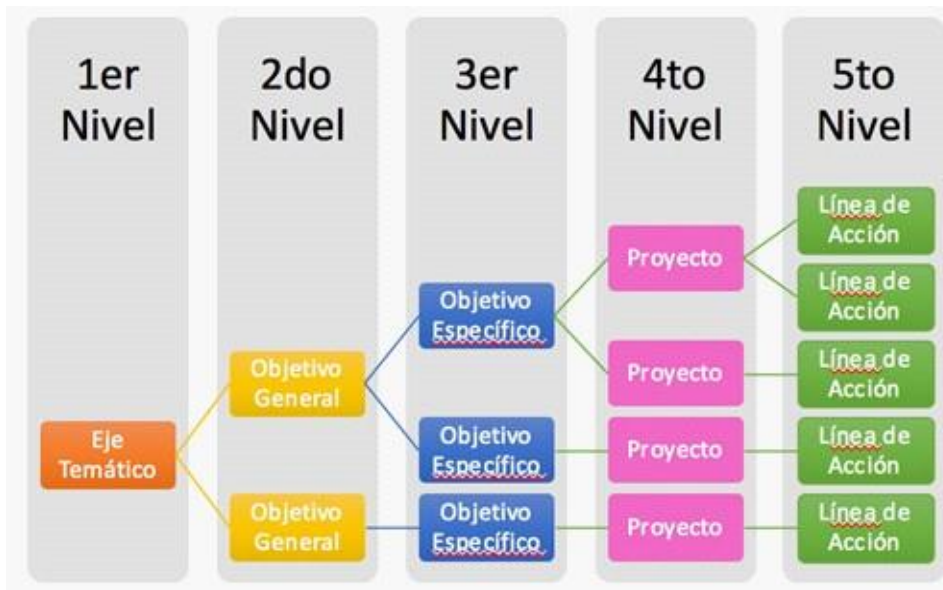 1er
Nivel
2do
Nivel
3er
Nivel
4to
Nivel
5to
Nivel
Eje
Temático
Objetivo
General
Objetivo
General
Objetivo
Específico
Objetivo
Específico
Objetivo
Específico
Proyecto
Proyecto
Proyecto
Proyecto
Línea de
Acción
Línea de
Acción
Línea de
Acción
Línea de
Acción
Línea de
Acción